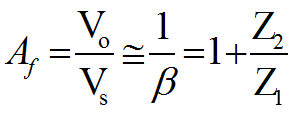 A_f = V_o/V_s ≅ 1/β = 1+ Z_2/Z_1